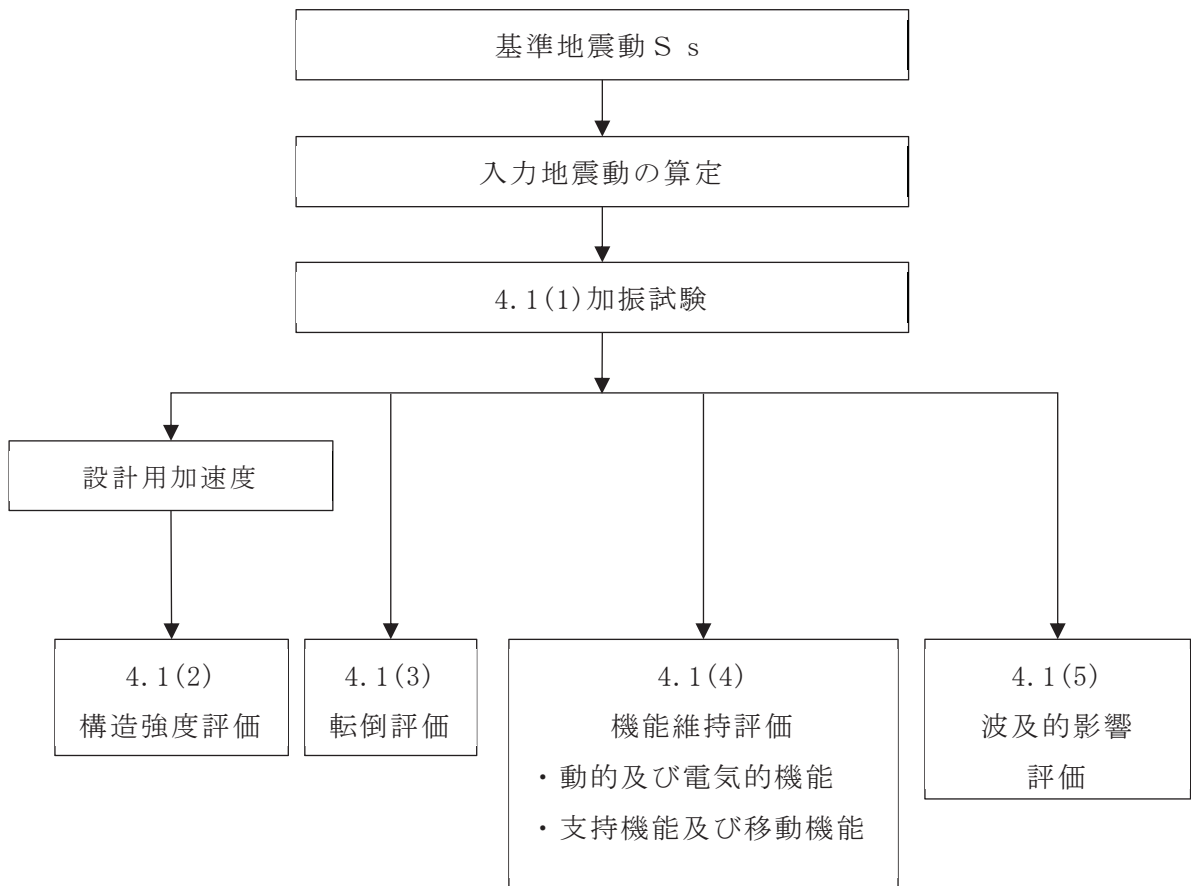 基準地震動Ｓｓ
入力地震動の算定
4.1(1)加振試験
設計用加速度
4.1(2)
構造強度評価
4.1(3)
転倒評価
4.1(4)
機能維持評価
・動的及び電気的機能
・支持機能及び移動機能
4.1(5)
波及的影響
評価